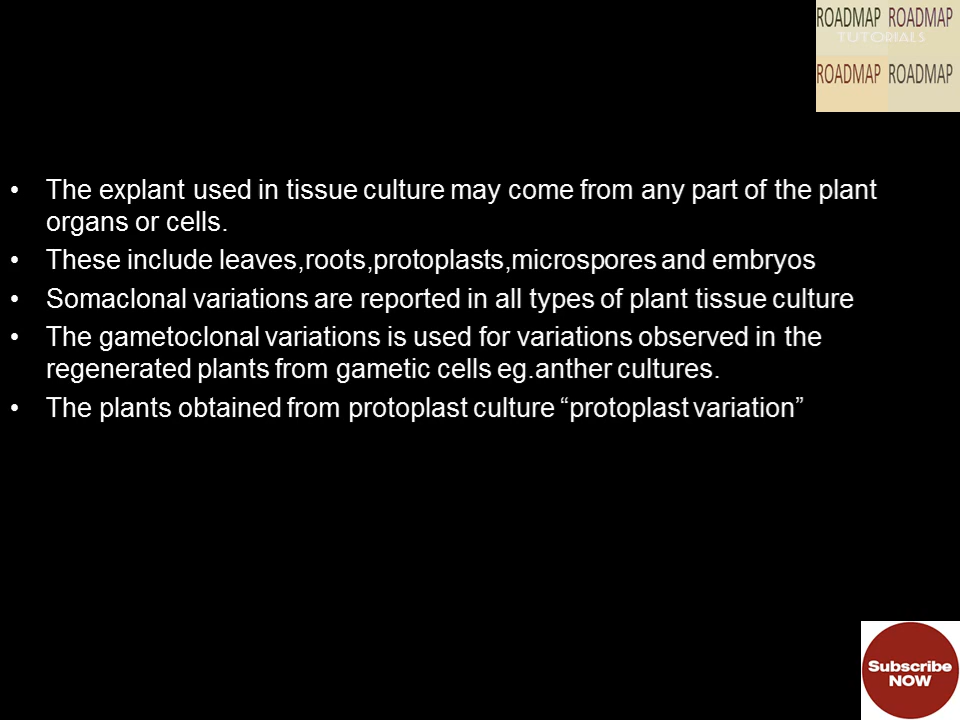 ROADMAP ROADMAP
TUTORIALS
ROADMAP ROADMAP
• The explant used in tissue culture may come from any part of the plant
organs or cells.
• These include leaves,roots,protoplasts,microspores and embryos
• Somaclonal variations are reported in all types of plant tissue culture
• The gametoclonal variations is used for variations observed in the
regenerated plants from gametic cells eg.anther cultures.
• The plants obtained from protoplast culture “protoplast variation”
Subscribe
NOW